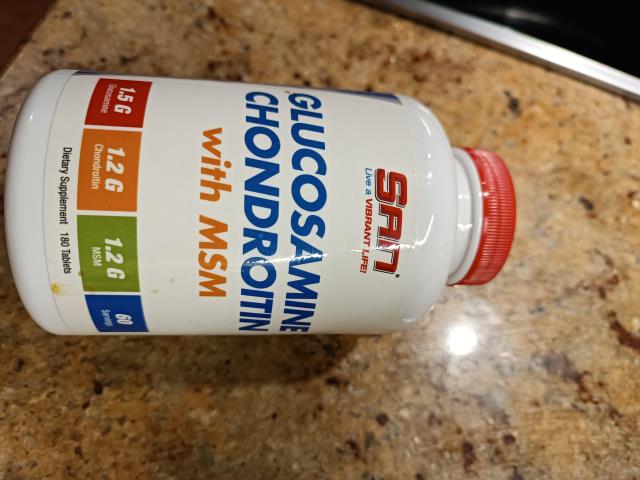 SAN®
Live a VIBRANT LIFE!
GLUCOSAMINE
CHONDROITIN
with MSM
1.5 G
Glucosamine
1.2 G
Chondroitin
1.2 G
MSM
60
Servings
Dietary Supplement 180 Tablets